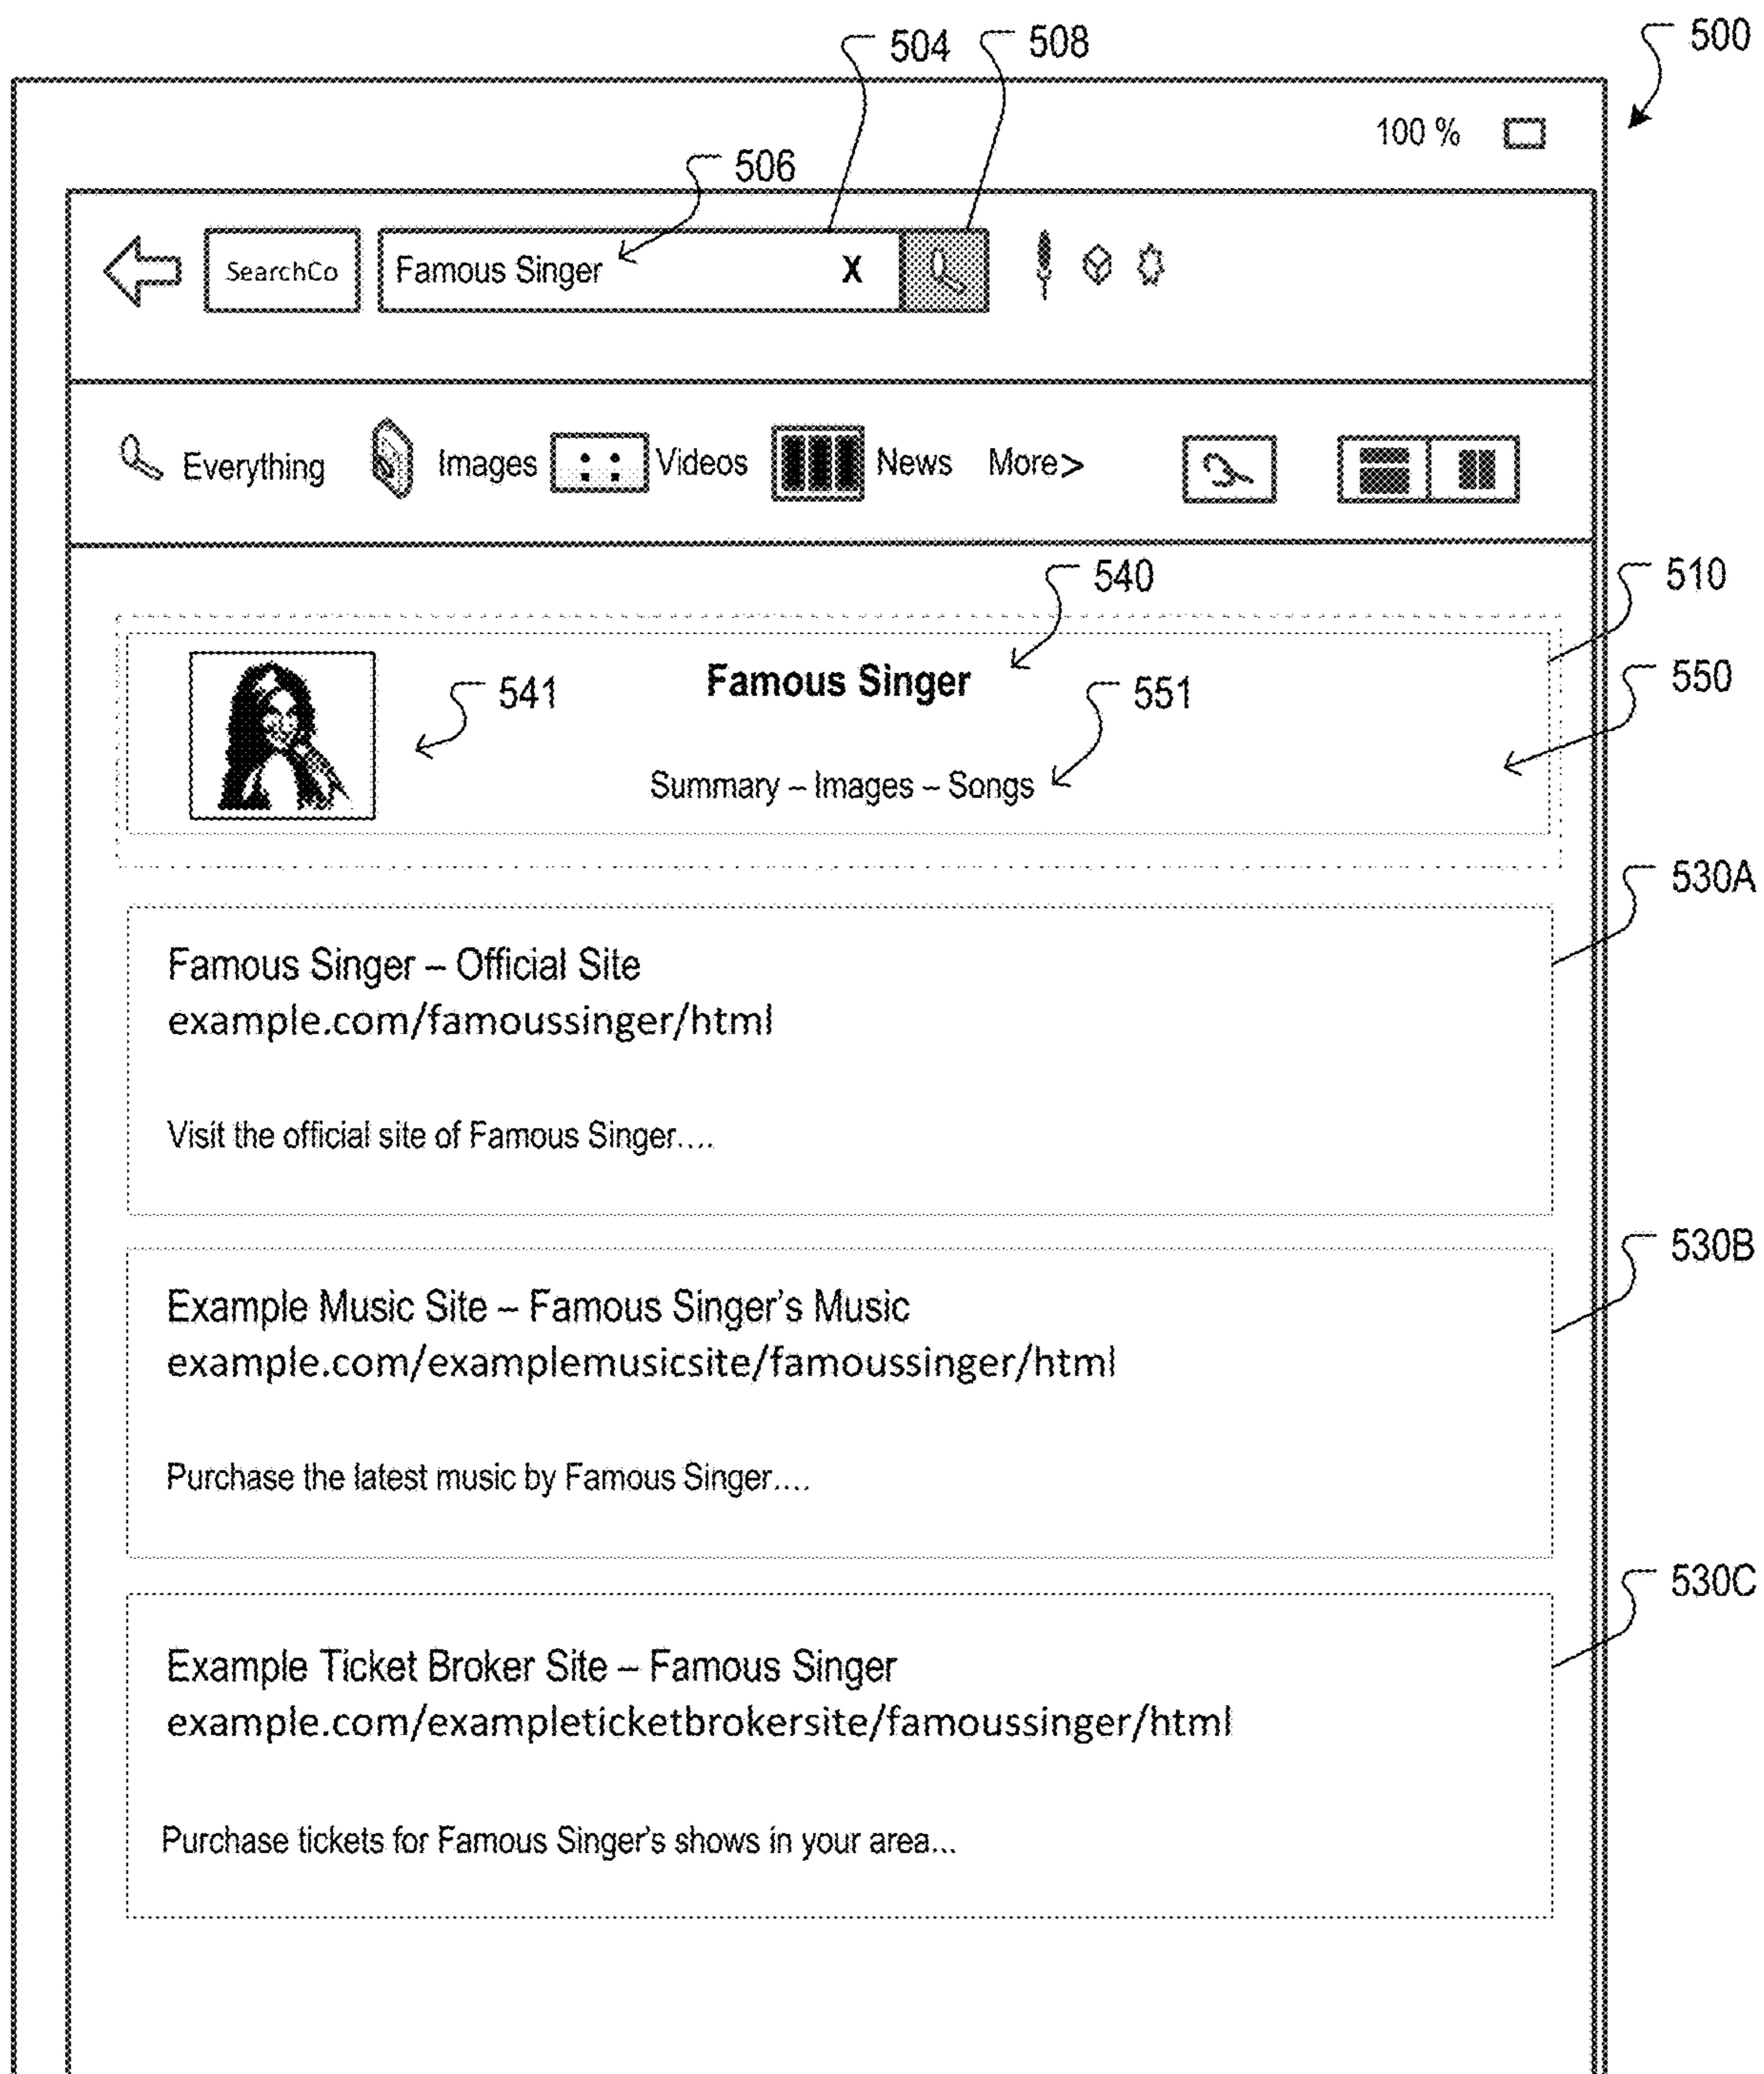 504 508 500
100 %
506
SearchCo Famous Singer X
Everything Images Videos News More>
540 510
Famous Singer
541 551 550
Summary – Images – Songs
530A
Famous Singer – Official Site
example.com/famoussinger/html
Visit the official site of Famous Singer....
530B
Example Music Site – Famous Singer's Music
example.com/examplemusicsite/famoussinger/html
Purchase the latest music by Famous Singer....
530C
Example Ticket Broker Site – Famous Singer
example.com/exampleticketbrokersite/famoussinger/html
Purchase tickets for Famous Singer's shows in your area...